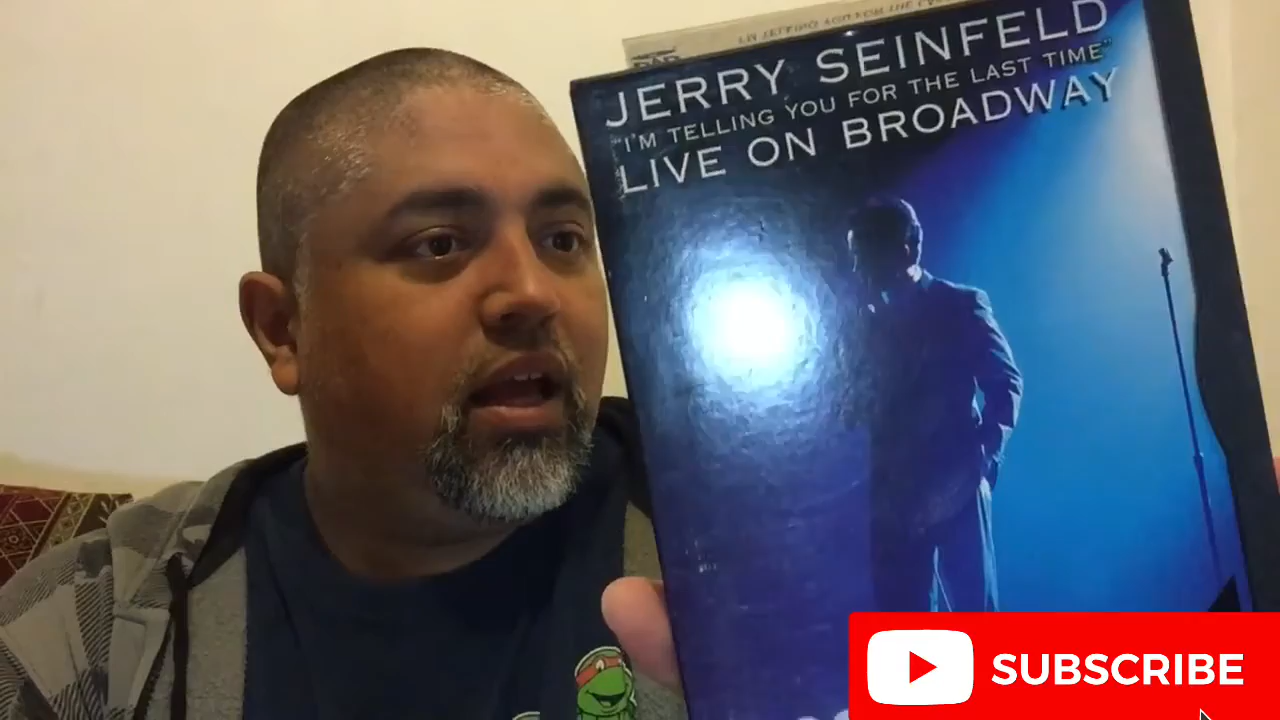 JERRY SEINFELD
"I'M TELLING YOU FOR THE LAST TIME"
LIVE ON BROADWAY
SUBSCRIBE